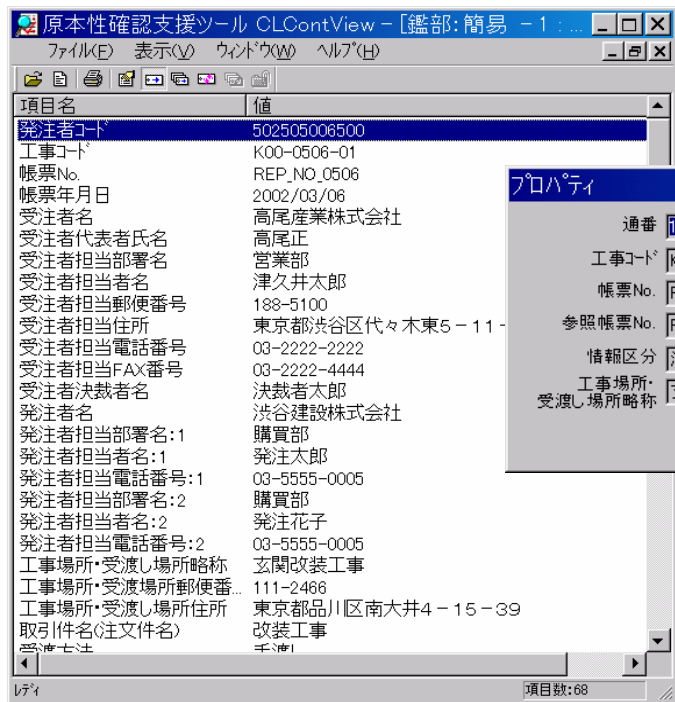 原本性確認支援ツール CLContView - [鑑部:簡易 -1:...
ファイル(F) 表示(V) ウィンドウ(W) ヘルプ(H)
項目名 値
発注者コード 502505006500
工事コード K00-0506-01
帳票No. REP_NO_0506
帳票年月日 2002/03/06
受注者名 高尾産業株式会社
受注者代表者氏名 高尾正
受注者担当部署名 営業部
受注者担当者名 津久井太郎
受注者担当郵便番号 188-5100
受注者担当住所 東京都渋谷区代々木東5-11-
受注者担当電話番号 03-2222-2222
受注者担当FAX番号 03-2222-4444
受注者決裁者名 決裁者太郎
発注者名 渋谷建設株式会社
発注者担当部署名:1 購買部
発注者担当者名:1 発注太郎
発注者担当電話番号:1 03-5555-0005
発注者担当部署名:2 購買部
発注者担当者名:2 発注花子
発注者担当電話番号:2 03-5555-0005
工事場所・受渡し場所略称 玄関改装工事
工事場所・受渡場所郵便番... 111-2466
工事場所・受渡し場所住所 東京都品川区南大井4-15-39
取引件名(注文件名) 改装工事
受渡方法 手渡し
プロパティ
通番
工事コード
帳票No.
参照帳票No.
情報区分
工事場所・
受渡し場所略称
レディ 項目数:68